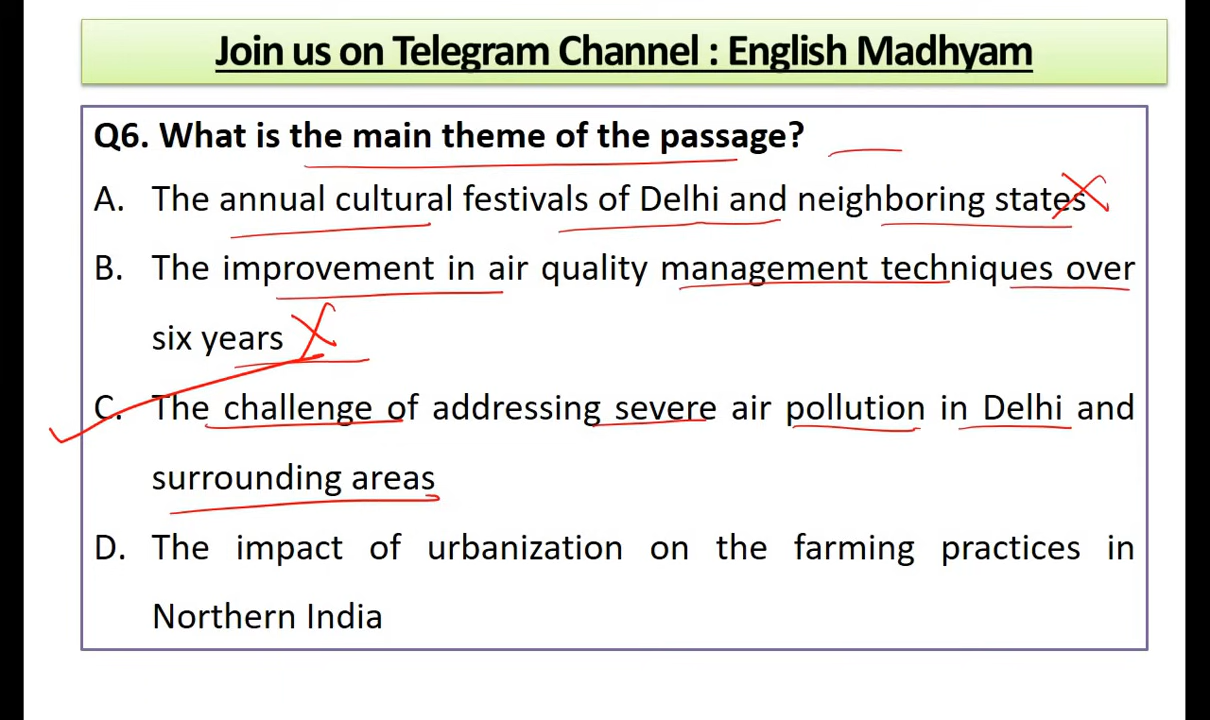 Join us on Telegram Channel : English Madhyam
Q6. What is the main theme of the passage?
A. The annual cultural festivals of Delhi and neighboring states
B. The improvement in air quality management techniques over
six years
C. The challenge of addressing severe air pollution in Delhi and
surrounding areas
D. The impact of urbanization on the farming practices in
Northern India